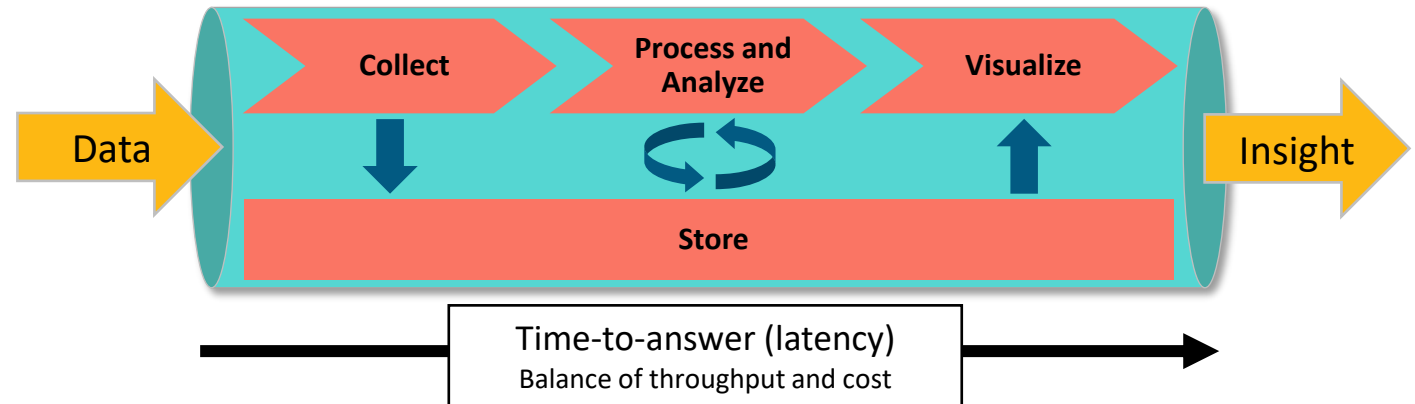 Collect
Process and
Analyze
Visualize
Data
Insight
Store
Time-to-answer (latency)
Balance of throughput and cost